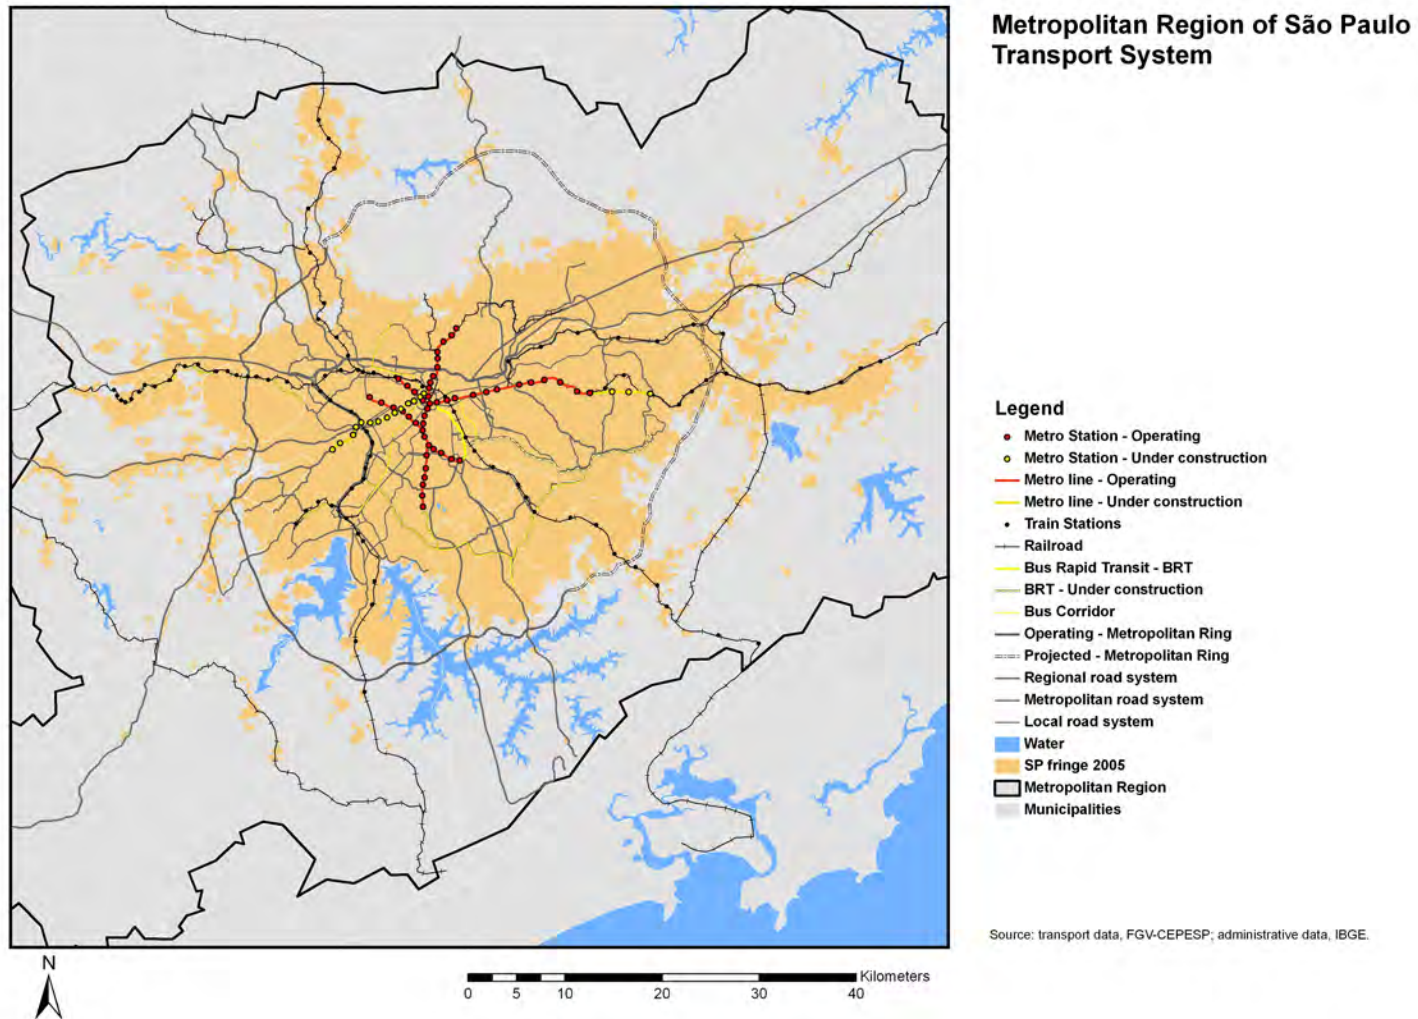 Metropolitan Region of São Paulo
Transport System
Legend
Metro Station - Operating
Metro Station - Under construction
Metro line - Operating
Metro line - Under construction
Train Stations
Railroad
Bus Rapid Transit - BRT
BRT - Under construction
Bus Corridor
Operating - Metropolitan Ring
Projected - Metropolitan Ring
Regional road system
Metropolitan road system
Local road system
Water
SP fringe 2005
Metropolitan Region
Municipalities
Source: transport data, FGV-CEPESP; administrative data, IBGE.
N
Kilometers
0 5 10 20 30 40